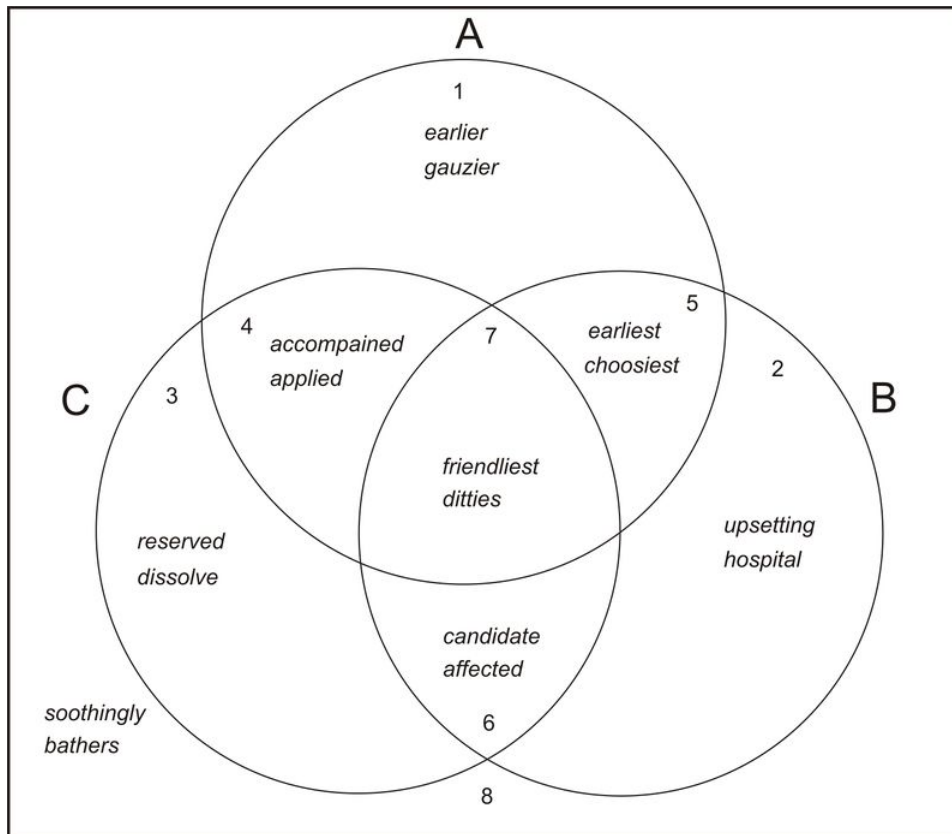 A
1
earlier
gauzier
4
accompained
applied
7
5
earliest
choosiest
2
C
3
B
friendliest
ditties
reserved
dissolve
upsetting
hospital
candidate
affected
soothingly
bathers
6
8